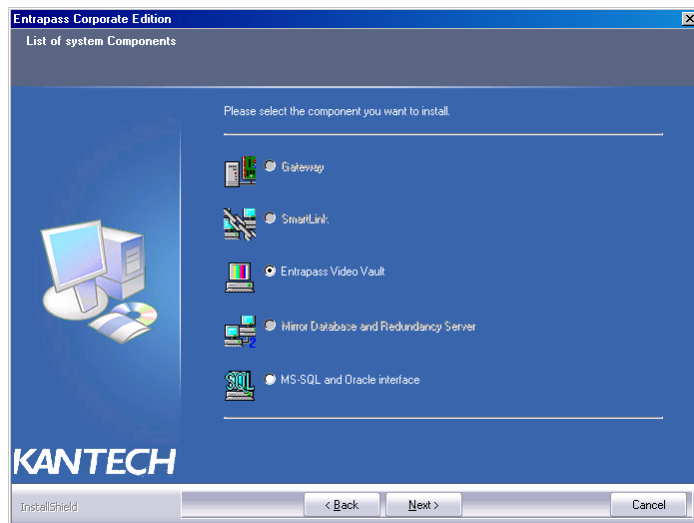 Entrapass Corporate Edition
List of system Components
Please select the component you want to install.
Gateway
SmartLink
Entrapass Video Vault
Mirror Database and Redundancy Server
2
SQL
MS-SQL and Oracle interface
KANTECH
InstallShield
< Back
Next >
Cancel